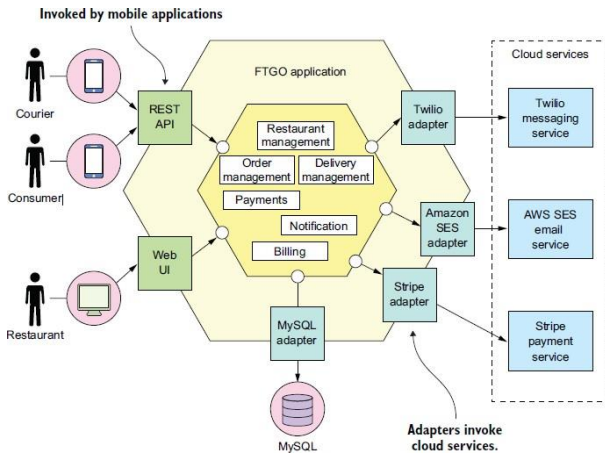 Invoked by mobile applications
Courier
Consumer
Restaurant
REST
API
Web
UI
FTGO application
Restaurant
management
Order
management
Delivery
management
Payments
Notification
Billing
Twilio
adapter
Amazon
SES
adapter
Stripe
adapter
MySQL
adapter
MySQL
Cloud services
Twilio
messaging
service
AWS SES
email
service
Stripe
payment
service
Adapters invoke
cloud services.